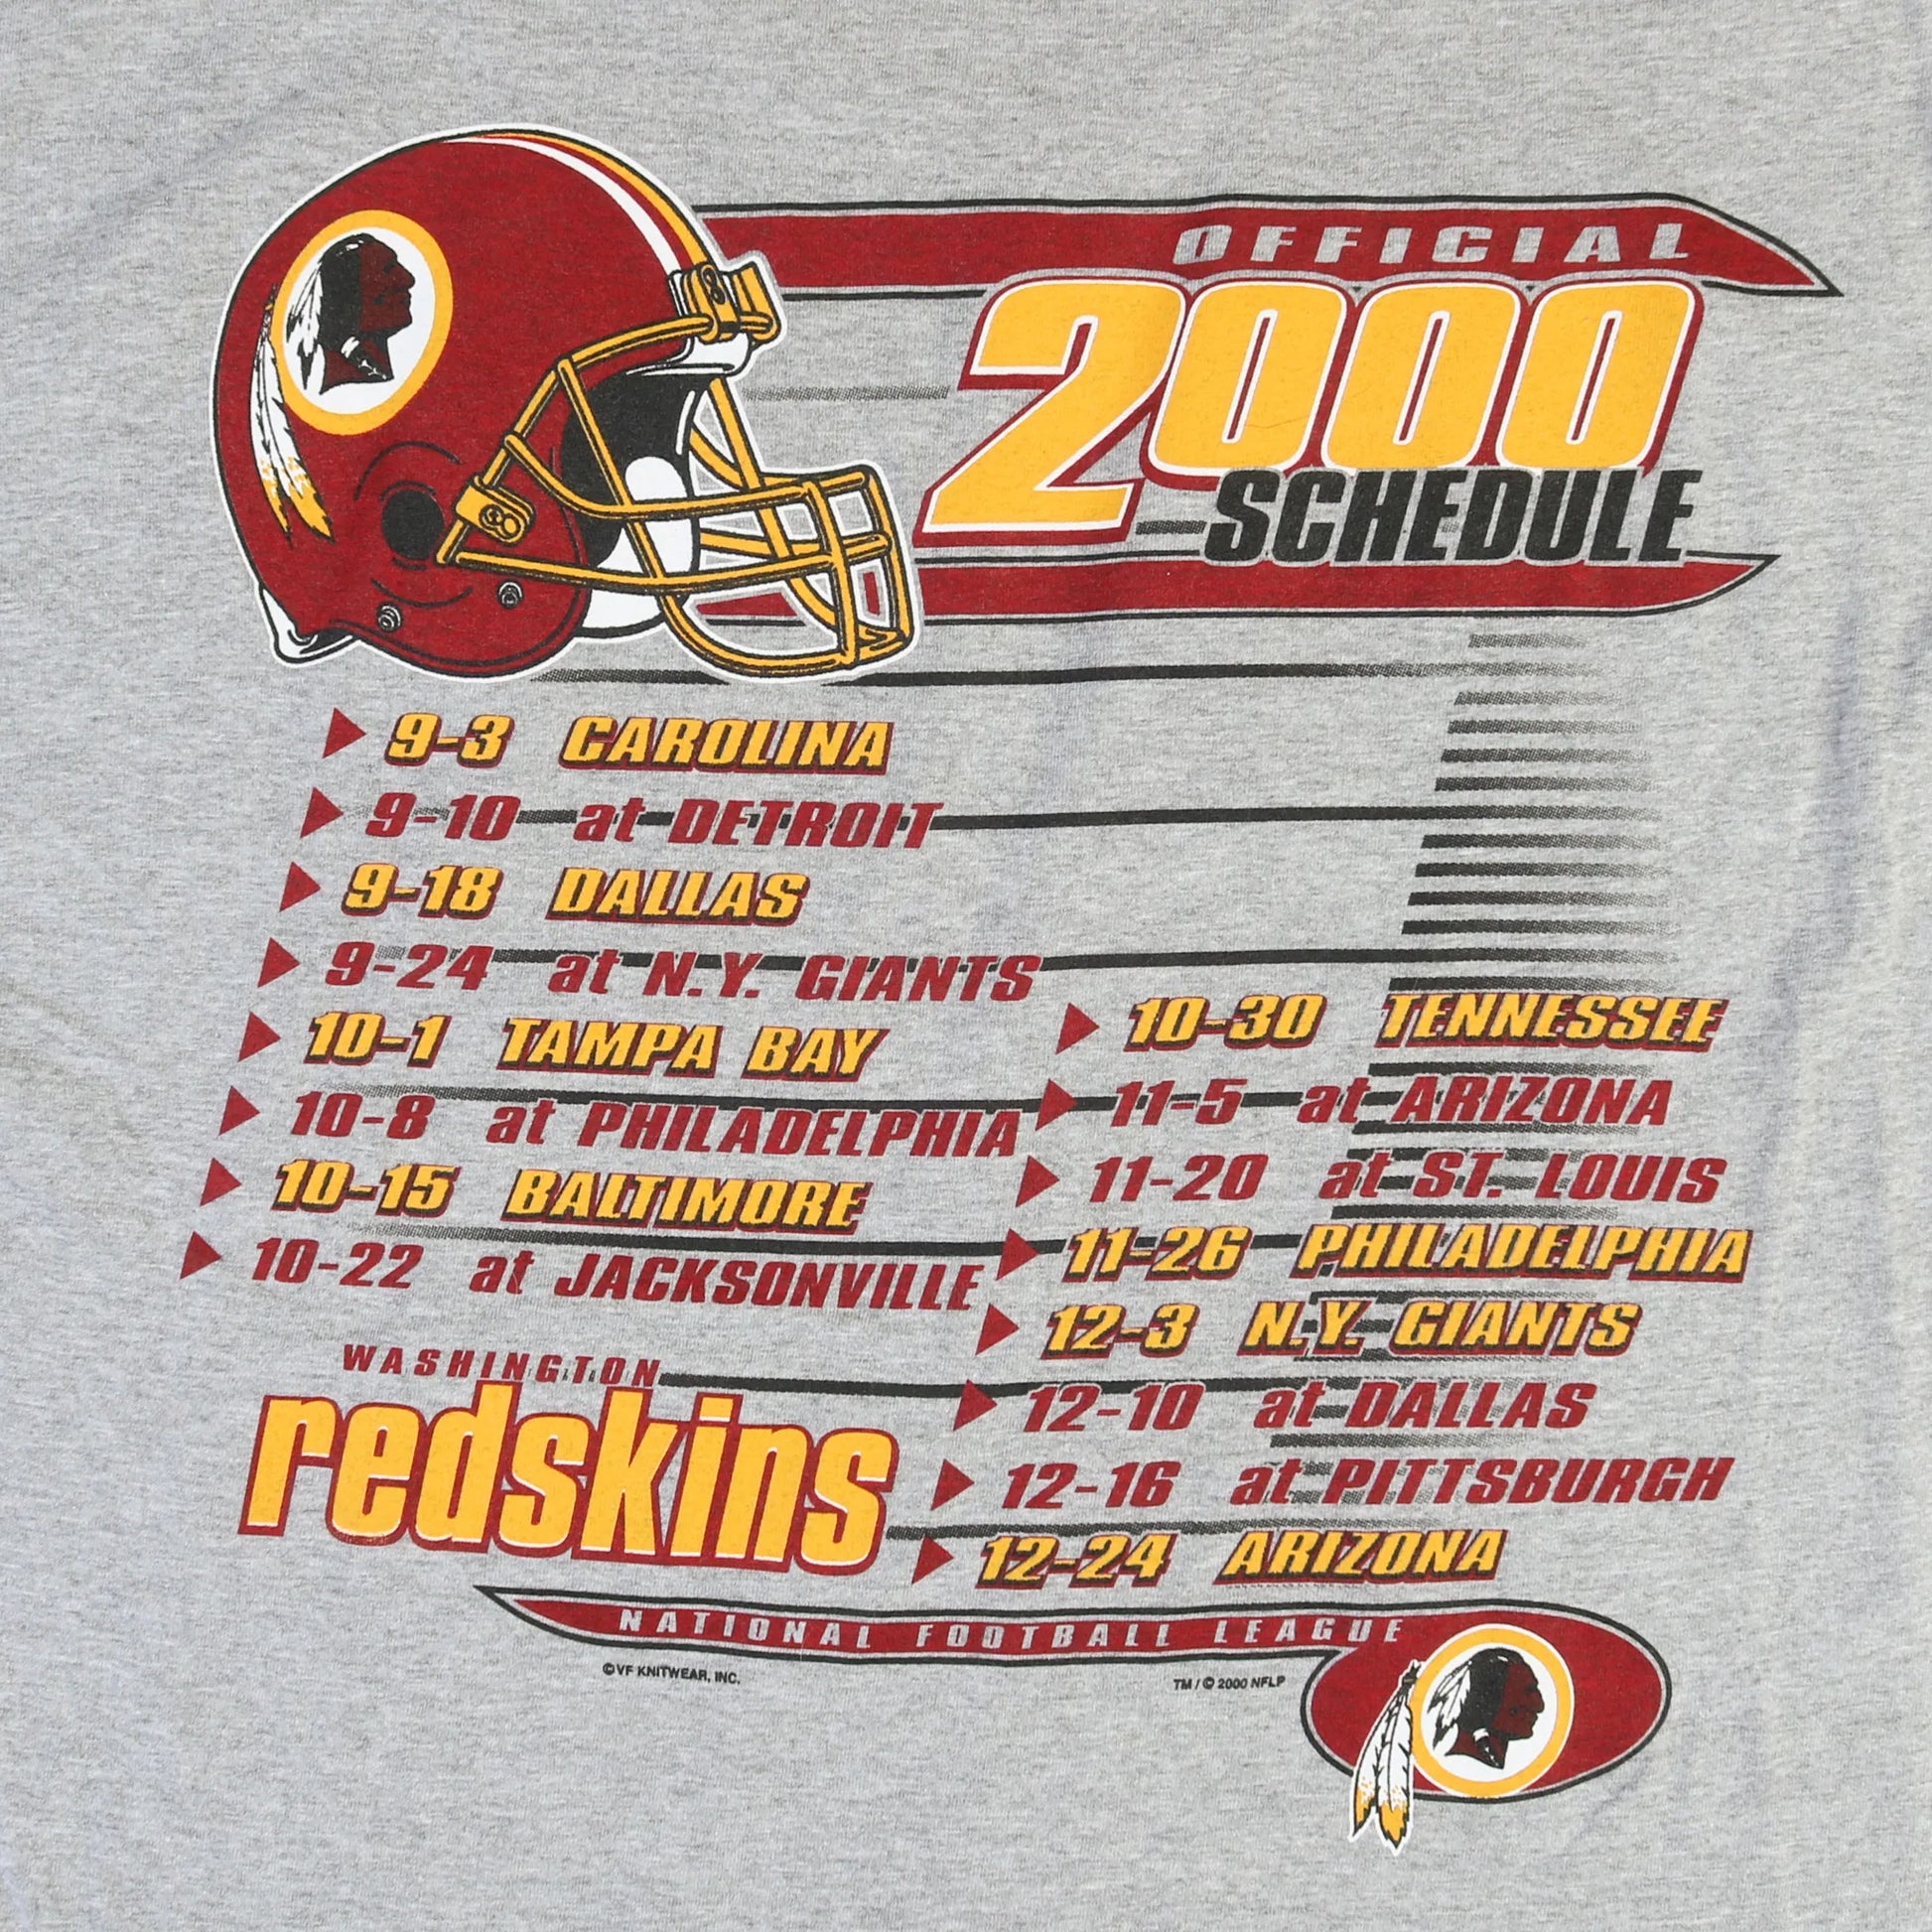 OFFICIAL
2000
SCHEDULE
9-3 CAROLINA
9-10 at DETROIT
9-18 DALLAS
9-24 at N.Y. GIANTS
10-1 TAMPA BAY
10-8 at PHILADELPHIA
10-15 BALTIMORE
10-22 at JACKSONVILLE
10-30 TENNESSEE
11-5 at ARIZONA
11-20 at ST. LOUIS
11-26 PHILADELPHIA
12-3 N.Y. GIANTS
12-10 at DALLAS
12-16 at PITTSBURGH
12-24 ARIZONA
WASHINGTON
redskins
NATIONAL FOOTBALL LEAGUE
©VF KNITWEAR, INC.
TM / © 2000 NFLP